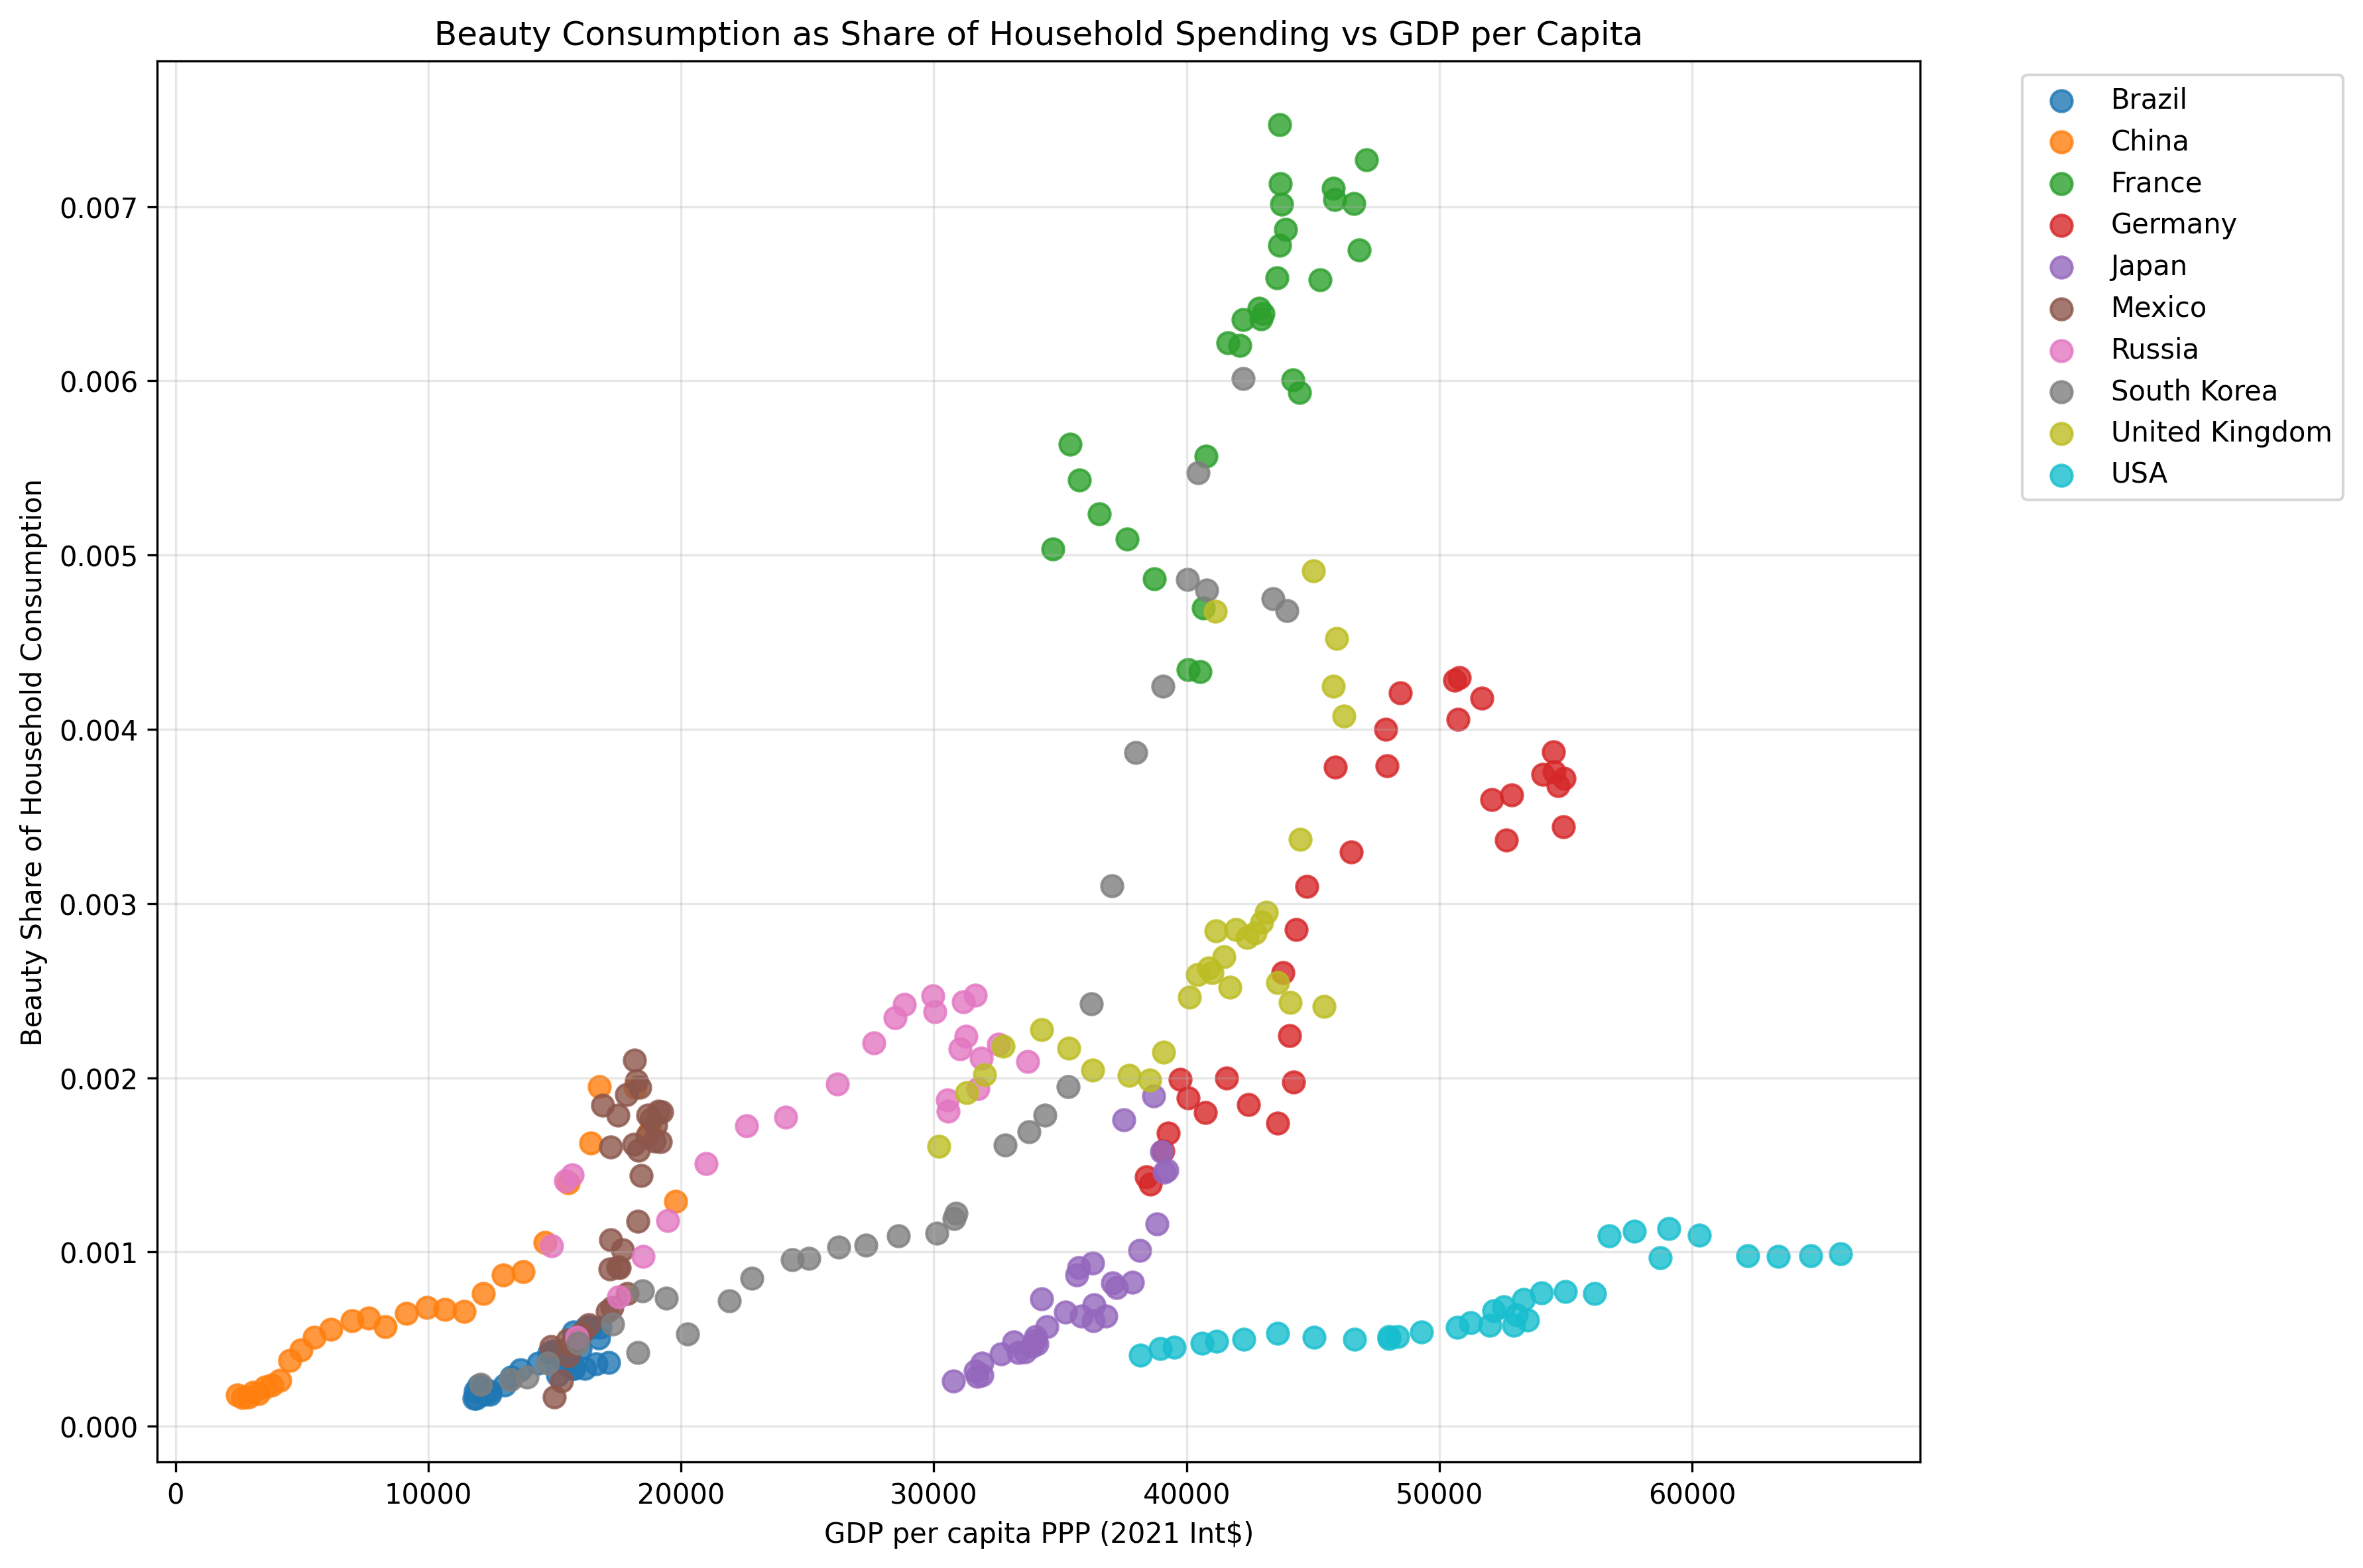 Beauty Consumption as Share of Household Spending vs GDP per Capita
Beauty Share of Household Consumption
0.007
0.006
0.005
0.004
0.003
0.002
0.001
0.000
0
10000
20000
30000
40000
50000
60000
GDP per capita PPP (2021 Int$)
Brazil
China
France
Germany
Japan
Mexico
Russia
South Korea
United Kingdom
USA